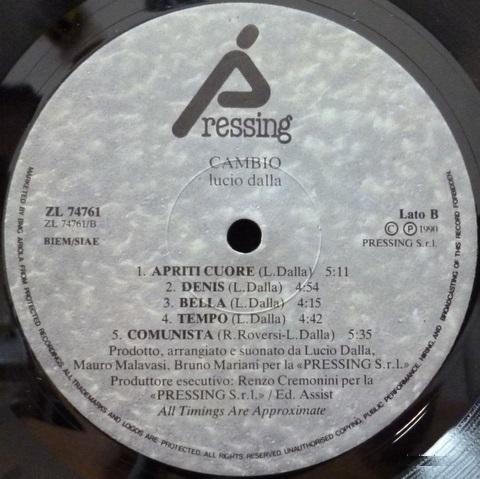 Pressing
CAMBIO
lucio dalla
ZL 74761
ZL 74761/B
BIEM/SIAE
Lato B
© ℗ 1990
PRESSING S.r.l.
1. APRITI CUORE (L.Dalla) 5:11
2. DENIS (L.Dalla) 4:54
3. BELLA (L.Dalla) 4:15
4. TEMPO (L.Dalla) 4:42
5. COMUNISTA (R.Roversi-L.Dalla) 5:35
Prodotto, arrangiato e suonato da Lucio Dalla,
Mauro Malavasi, Bruno Mariani per la «PRESSING S.r.l.»
Produttore esecutivo: Renzo Cremonini per la
«PRESSING S.r.l.» / Ed. Assist
All Timings Are Approximate
MARKETED BY BMG ARIOLA FROM PROTECTED RECORDINGS. ALL TRADEMARKS AND LOGOS ARE PROTECTED. ALL RIGHTS RESERVED. UNAUTHORISED COPYING, PUBLIC PERFORMANCE, HIRING AND BROADCASTING OF THIS RECORD FORBIDDEN.